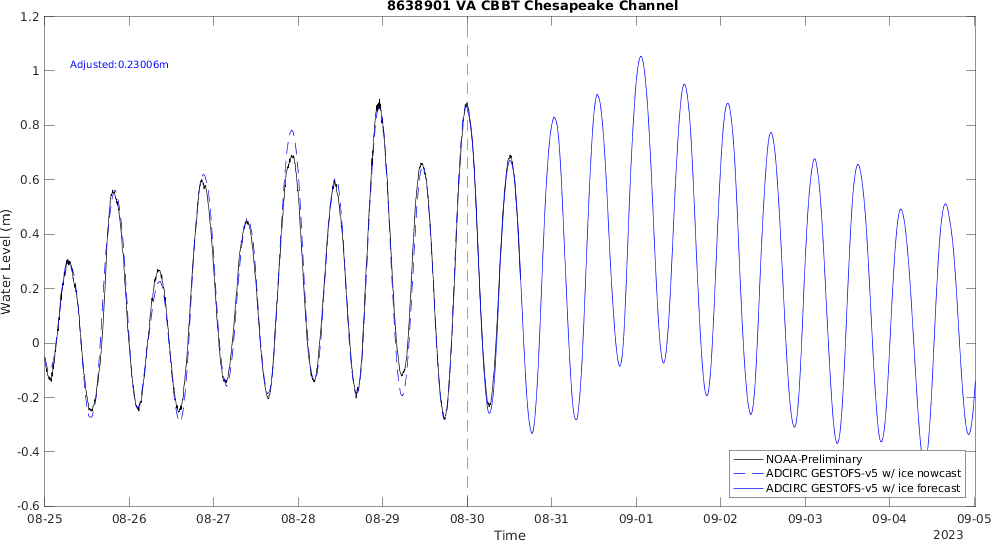 8638901 VA CBBT Chesapeake Channel
Adjusted:0.23006m
1.2
1
0.8
0.6
0.4
0.2
0
-0.2
-0.4
-0.6
Water Level (m)
NOAA-Preliminary
ADCIRC GESTOFS-v5 w/ ice nowcast
ADCIRC GESTOFS-v5 w/ ice forecast
08-25 08-26 08-27 08-28 08-29 08-30 08-31 09-01 09-02 09-03 09-04 09-05
Time
2023